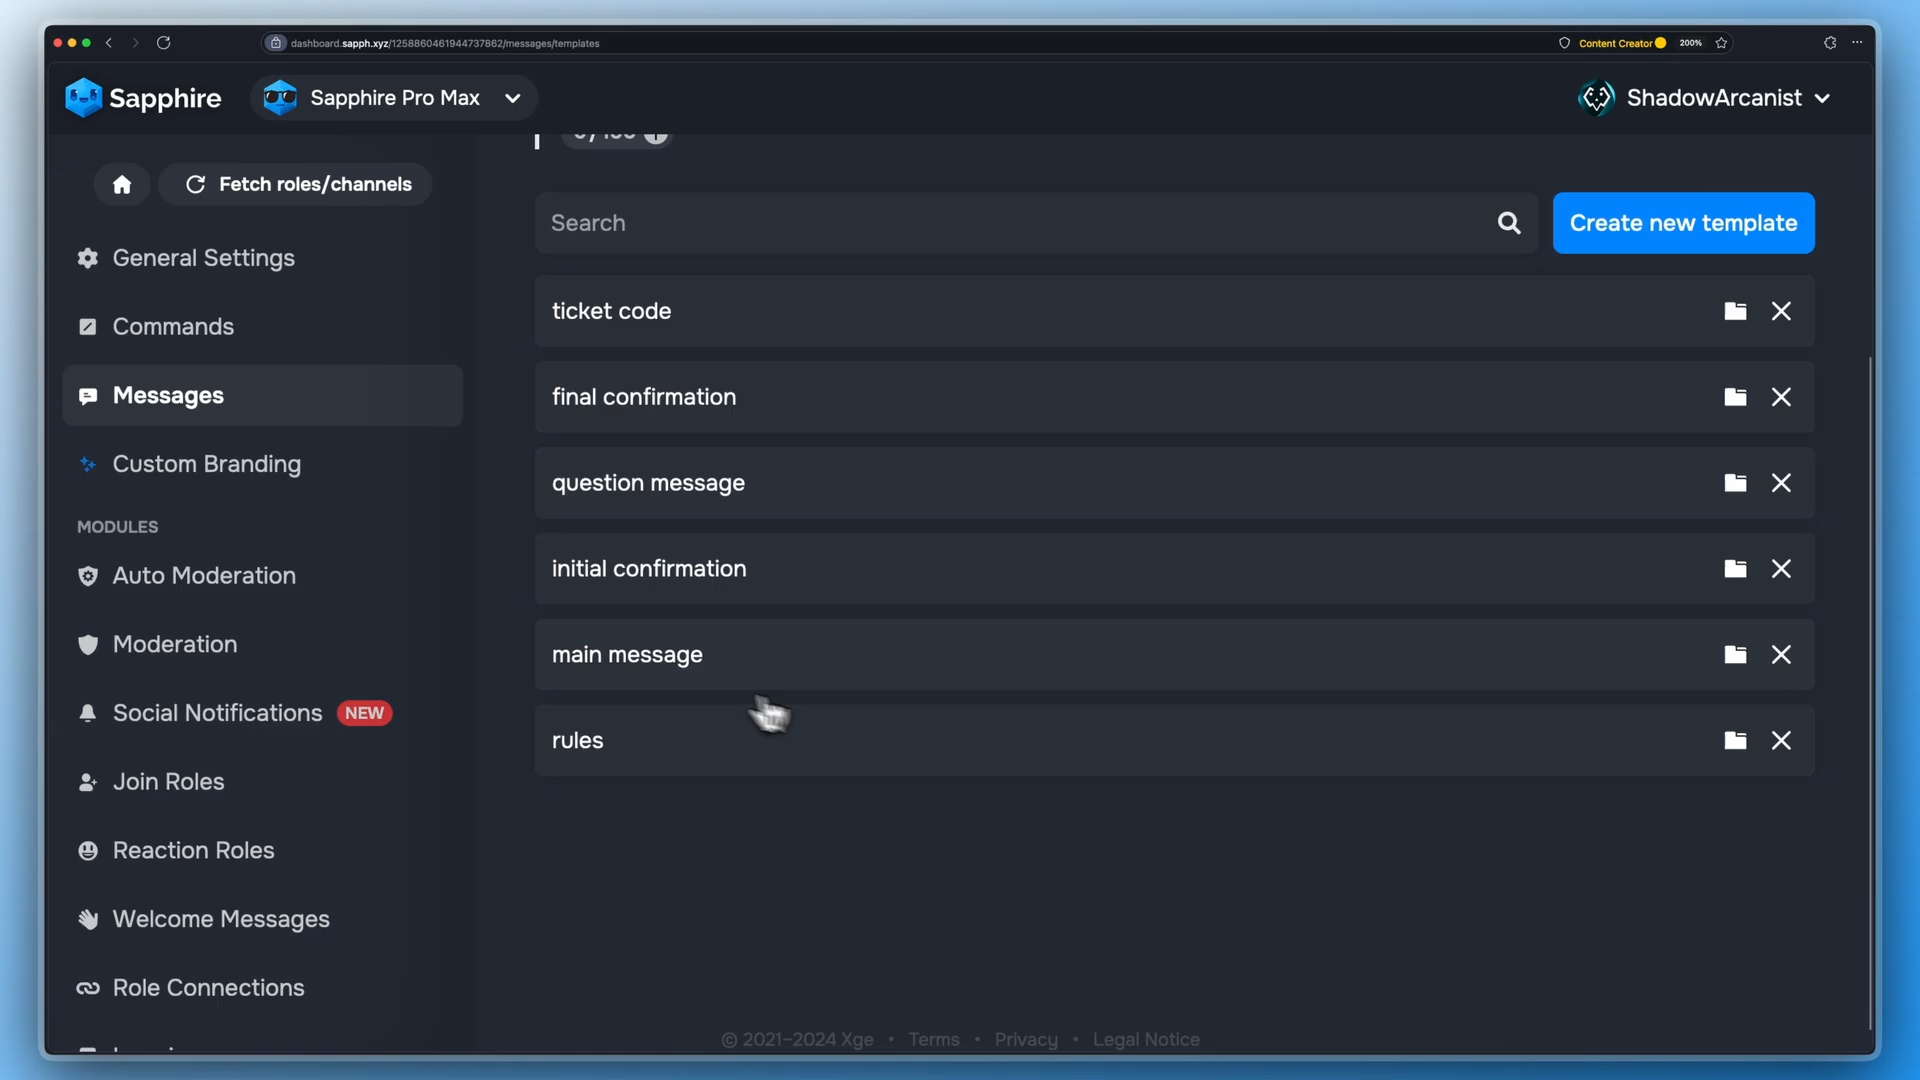 dashboard.sapph.xyz/1258860461944737862/messages/templates
Content Creator
200%
Sapphire
Sapphire Pro Max
ShadowArcanist
Fetch roles/channels
Search
Create new template
General Settings
Commands
Messages
Custom Branding
MODULES
Auto Moderation
Moderation
Social Notifications NEW
Join Roles
Reaction Roles
Welcome Messages
Role Connections
ticket code
final confirmation
question message
initial confirmation
main message
rules
© 2021–2024 Xge • Terms • Privacy • Legal Notice